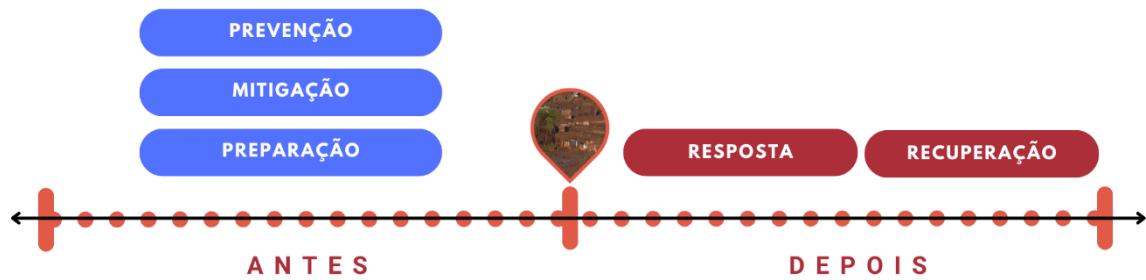 PREVENÇÃO
MITIGAÇÃO
PREPARAÇÃO
RESPOSTA
RECUPERAÇÃO
ANTES
DEPOIS